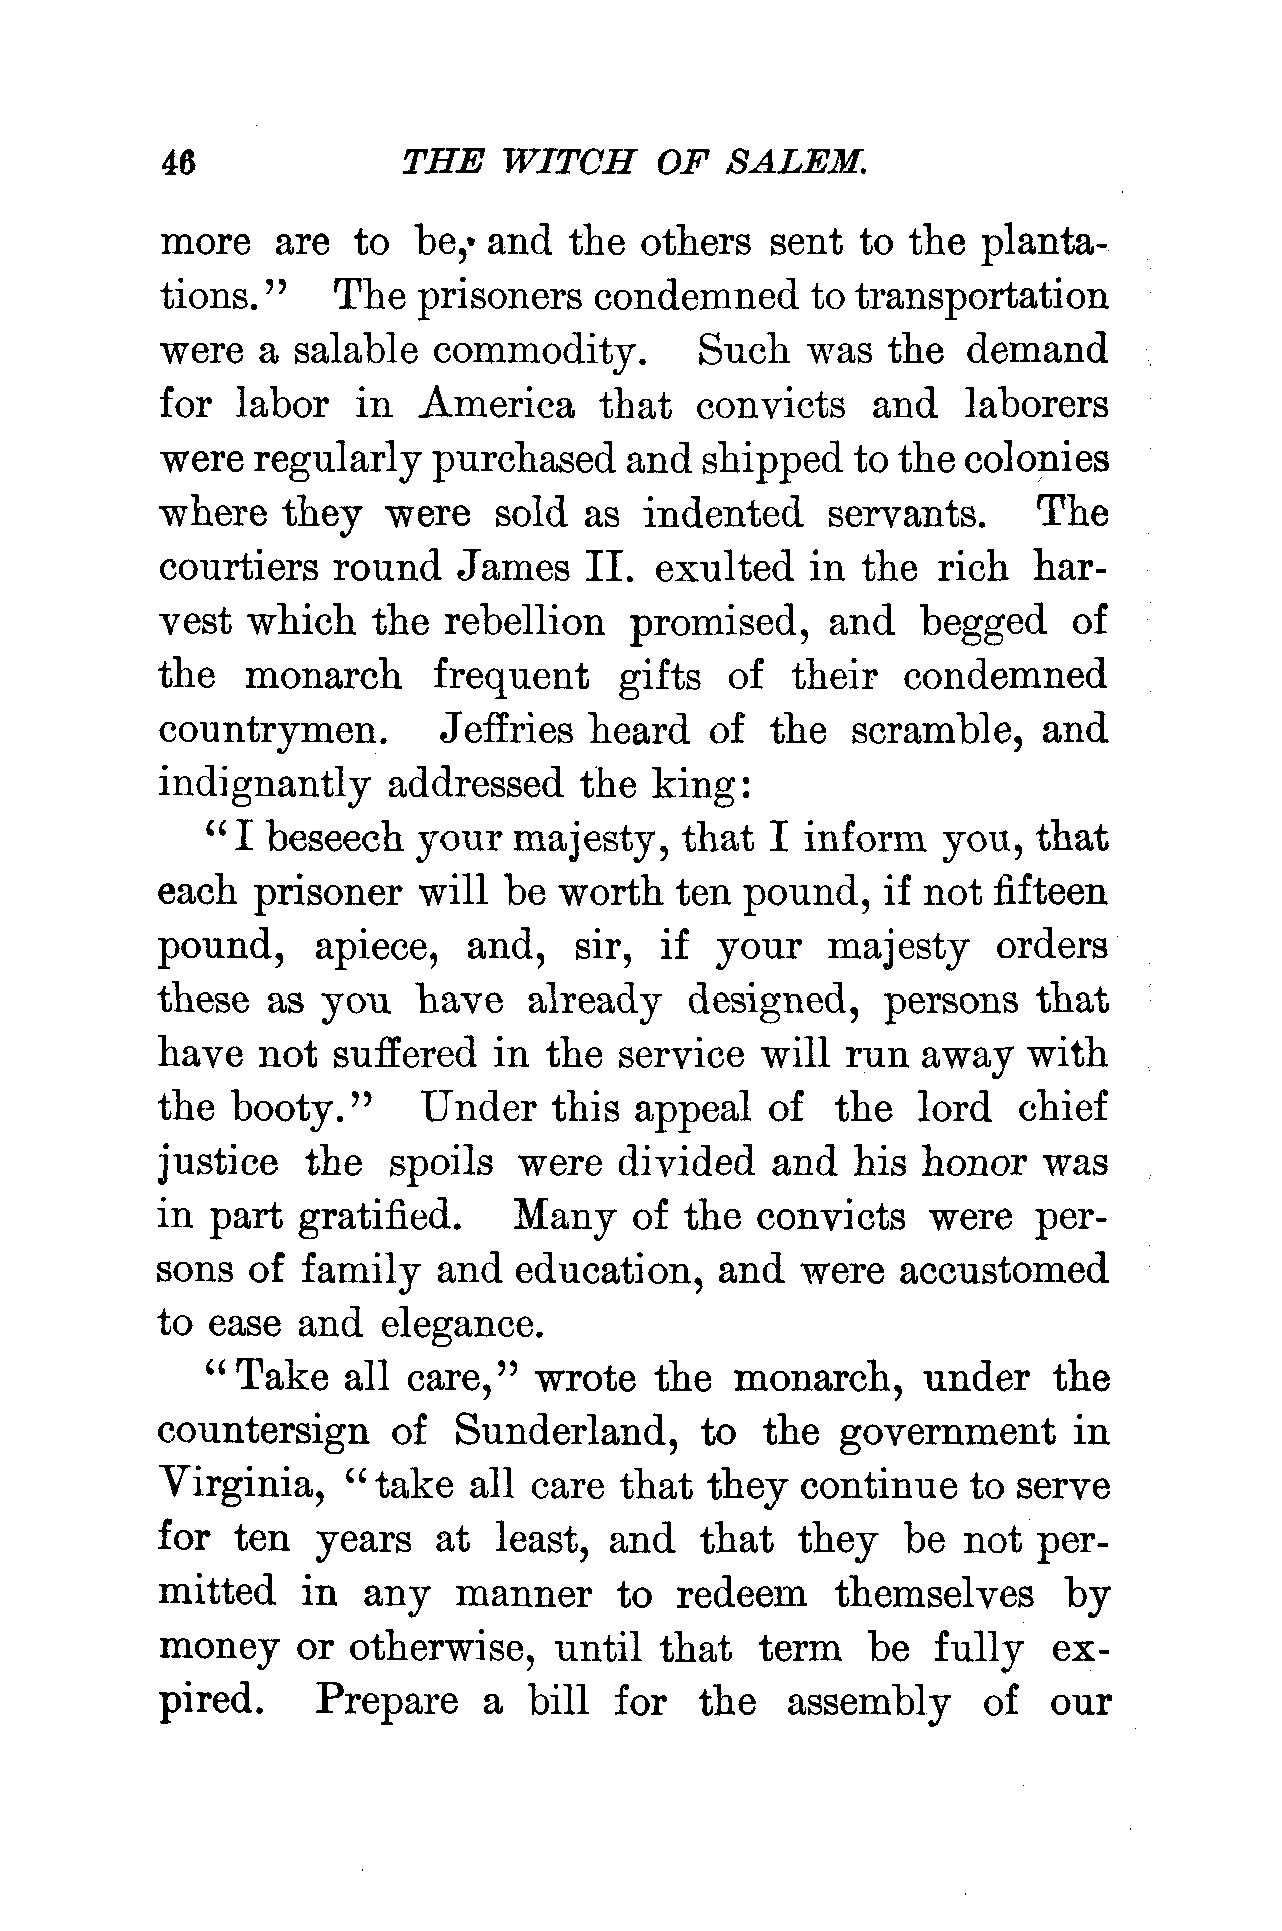 46 THE WITCH OF SALEM.
more are to be, and the others sent to the planta-
tions." The prisoners condemned to transportation
were a salable commodity. Such was the demand
for labor in America that convicts and laborers
were regularly purchased and shipped to the colonies
where they were sold as indented servants. The
courtiers round James II. exulted in the rich har-
vest which the rebellion promised, and begged of
the monarch frequent gifts of their condemned
countrymen. Jeffries heard of the scramble, and
indignantly addressed the king:
"I beseech your majesty, that I inform you, that
each prisoner will be worth ten pound, if not fifteen
pound, apiece, and, sir, if your majesty orders
these as you have already designed, persons that
have not suffered in the service will run away with
the booty." Under this appeal of the lord chief
justice the spoils were divided and his honor was
in part gratified. Many of the convicts were per-
sons of family and education, and were accustomed
to ease and elegance.
"Take all care," wrote the monarch, under the
countersign of Sunderland, to the government in
Virginia, "take all care that they continue to serve
for ten years at least, and that they be not per-
mitted in any manner to redeem themselves by
money or otherwise, until that term be fully ex-
pired. Prepare a bill for the assembly of our